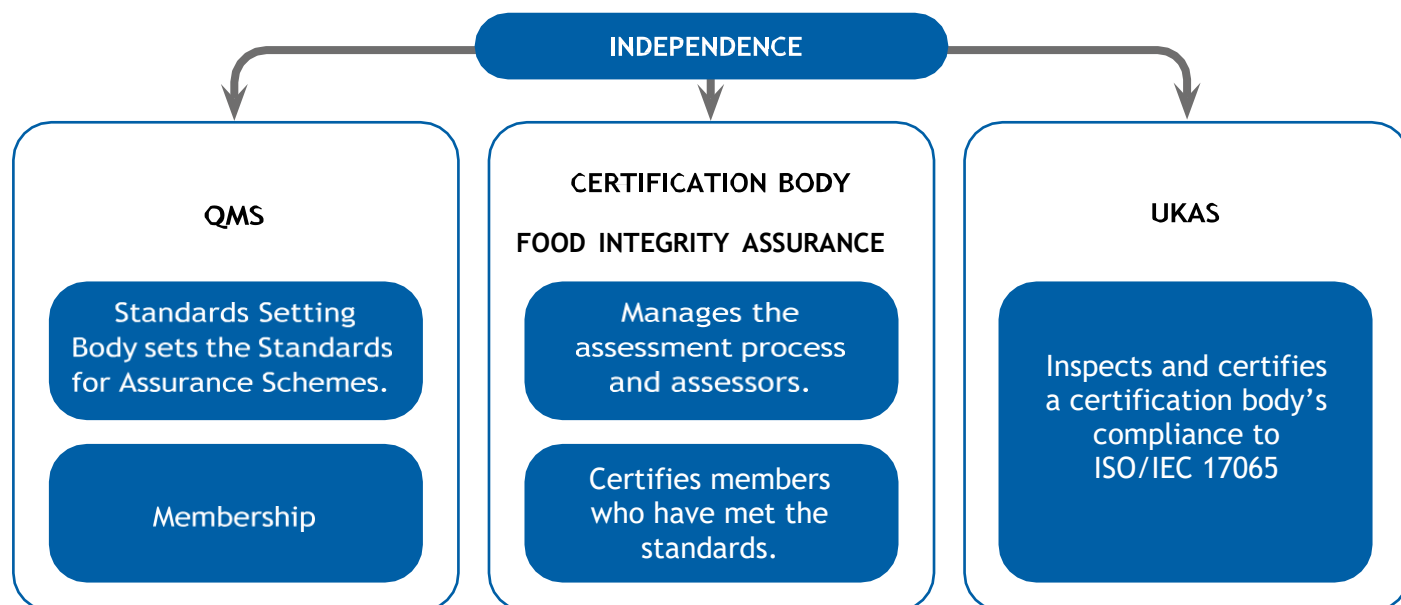 INDEPENDENCE
QMS
Standards Setting
Body sets the Standards
for Assurance Schemes.
Membership
CERTIFICATION BODY
FOOD INTEGRITY ASSURANCE
Manages the
assessment process
and assessors.
Certifies members
who have met the
standards.
UKAS
Inspects and certifies
a certification body’s
compliance to
ISO/IEC 17065